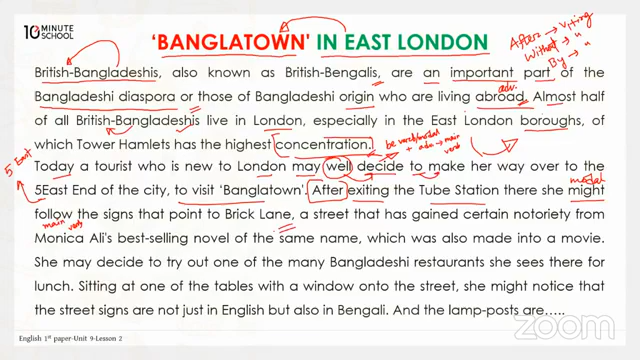 10 MINUTE
SCHOOL
'BANGLATOWN' IN EAST LONDON
After → V₁+ing
Without → "
By → "
British-Bangladeshis, also known as British-Bengalis, are an important part of the
adv.
Bangladeshi diaspora or those of Bangladeshi origin who are living abroad. Almost half
of all British-Bangladeshis live in London, especially in the East London boroughs, of
of which Tower Hamlets has the highest concentration.
be verb/modal
+ adv → main
verb
5 East
Today a tourist who is new to London may well decide to make her way over to the
modal
5East End of the city, to visit 'Banglatown'. After exiting the Tube Station there she might
follow the signs that point to Brick Lane, a street that has gained certain notoriety from
main verb
Monica Ali's best-selling novel of the same name, which was also made into a movie.
She may decide to try out one of the many Bangladeshi restaurants she sees there for
lunch. Sitting at one of the tables with a window onto the street, she might notice that
the street signs are not just in English but also in Bengali. And the lamp-posts are.....
English 1st paper-Unit 9-Lesson 2
zoom